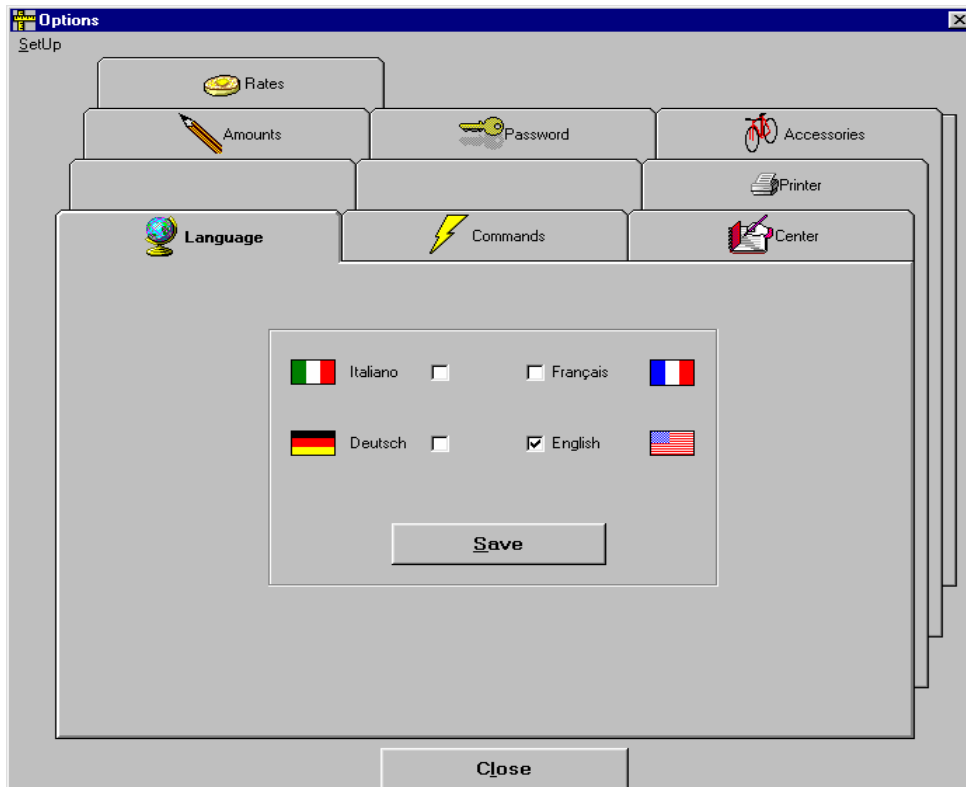 Options
SetUp
Rates
Amounts Password Accessories
Printer
Language Commands Center
Italiano Français
Deutsch English
Save
Close